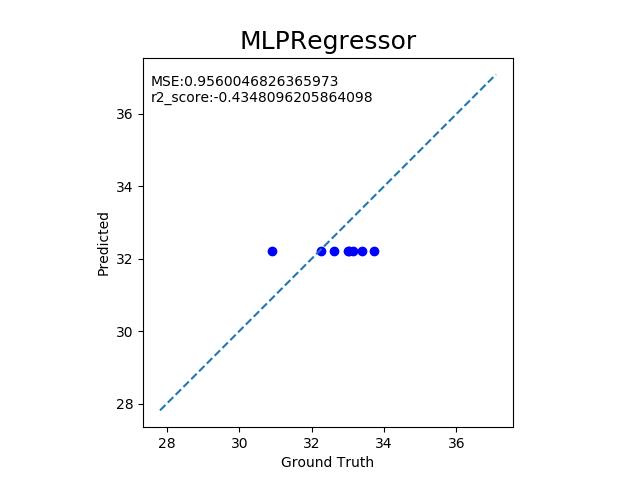 MLPRegressor
MSE:0.9560046826365973
r2_score:-0.4348096205864098
36
34
32
30
28
Predicted
28 30 32 34 36
Ground Truth